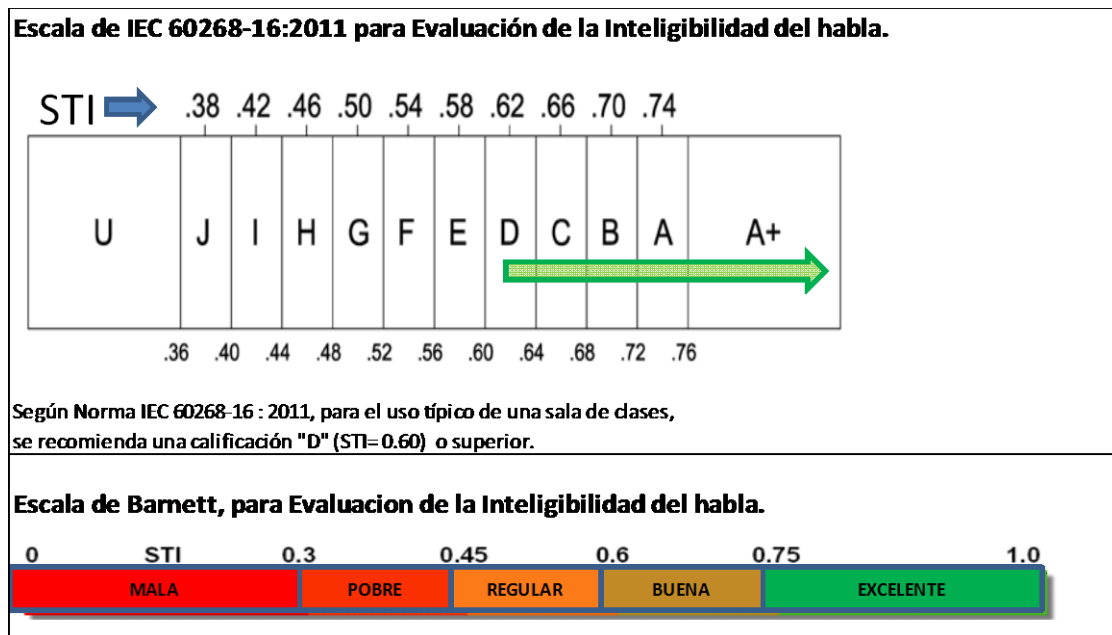 Escala de IEC 60268-16:2011 para Evaluación de la Inteligibilidad del habla.
STI .38 .42 .46 .50 .54 .58 .62 .66 .70 .74
U J I H G F E D C B A A+
.36 .40 .44 .48 .52 .56 .60 .64 .68 .72 .76
Según Norma IEC 60268-16 : 2011, para el uso típico de una sala de clases,
se recomienda una calificación "D" (STI= 0.60) o superior.
Escala de Barnett, para Evaluacion de la Inteligibilidad del habla.
0 STI 0.3 0.45 0.6 0.75 1.0
MALA POBRE REGULAR BUENA EXCELENTE